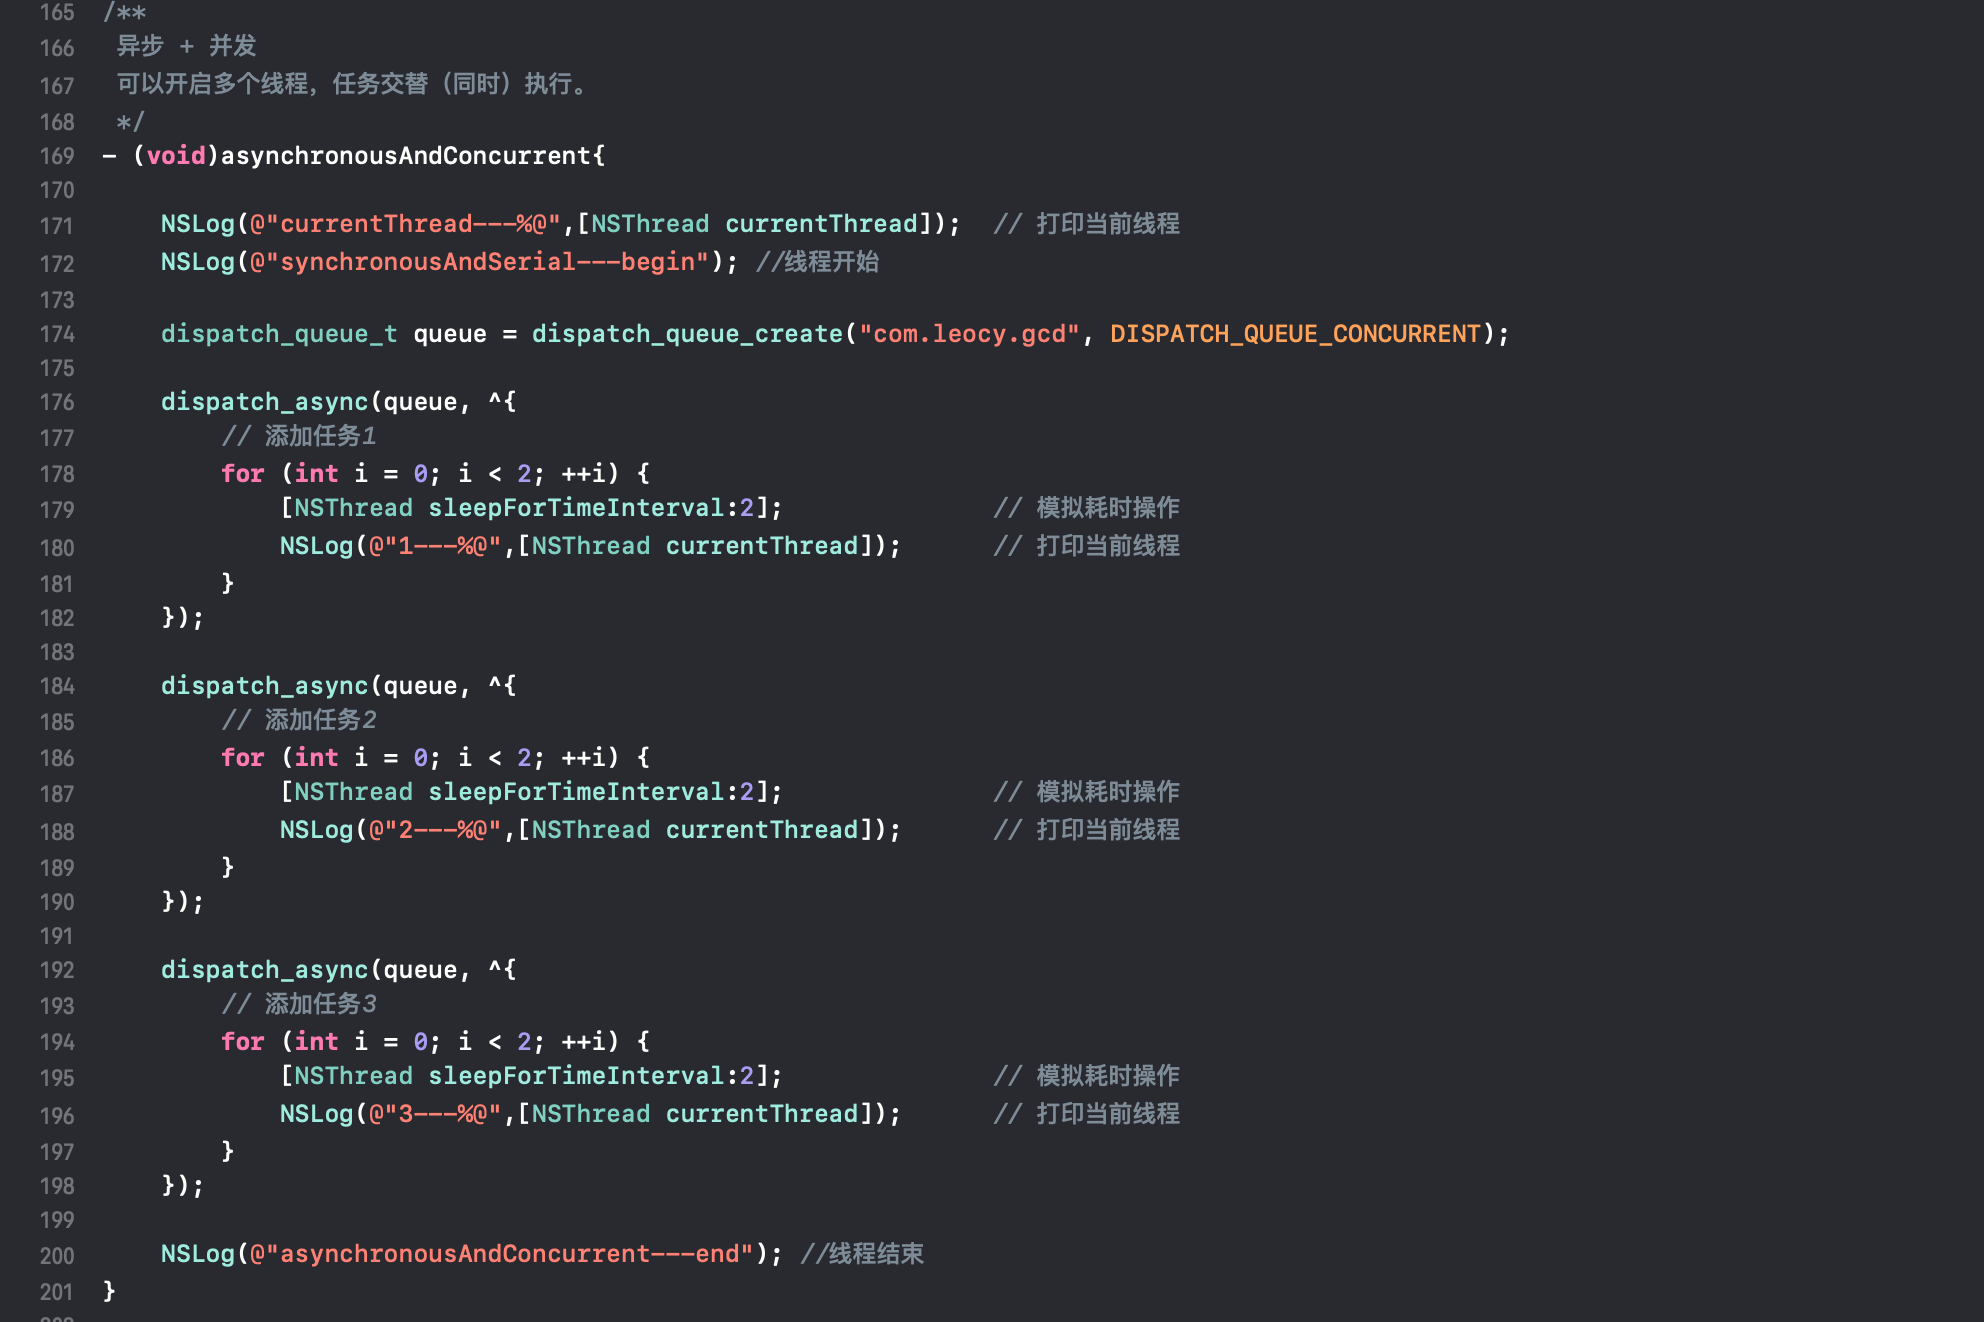 165 /**
166  异步 + 并发
167  可以开启多个线程，任务交替（同时）执行。
168  */
169 - (void)asynchronousAndConcurrent{
170
171     NSLog(@"currentThread---%@",[NSThread currentThread]);  // 打印当前线程
172     NSLog(@"synchronousAndSerial---begin"); //线程开始
173
174     dispatch_queue_t queue = dispatch_queue_create("com.leocy.gcd", DISPATCH_QUEUE_CONCURRENT);
175
176     dispatch_async(queue, ^{
177         // 添加任务1
178         for (int i = 0; i < 2; ++i) {
179             [NSThread sleepForTimeInterval:2];              // 模拟耗时操作
180             NSLog(@"1---%@",[NSThread currentThread]);      // 打印当前线程
181         }
182     });
183
184     dispatch_async(queue, ^{
185         // 添加任务2
186         for (int i = 0; i < 2; ++i) {
187             [NSThread sleepForTimeInterval:2];              // 模拟耗时操作
188             NSLog(@"2---%@",[NSThread currentThread]);      // 打印当前线程
189         }
190     });
191
192     dispatch_async(queue, ^{
193         // 添加任务3
194         for (int i = 0; i < 2; ++i) {
195             [NSThread sleepForTimeInterval:2];              // 模拟耗时操作
196             NSLog(@"3---%@",[NSThread currentThread]);      // 打印当前线程
197         }
198     });
199
200     NSLog(@"asynchronousAndConcurrent---end"); //线程结束
201 }